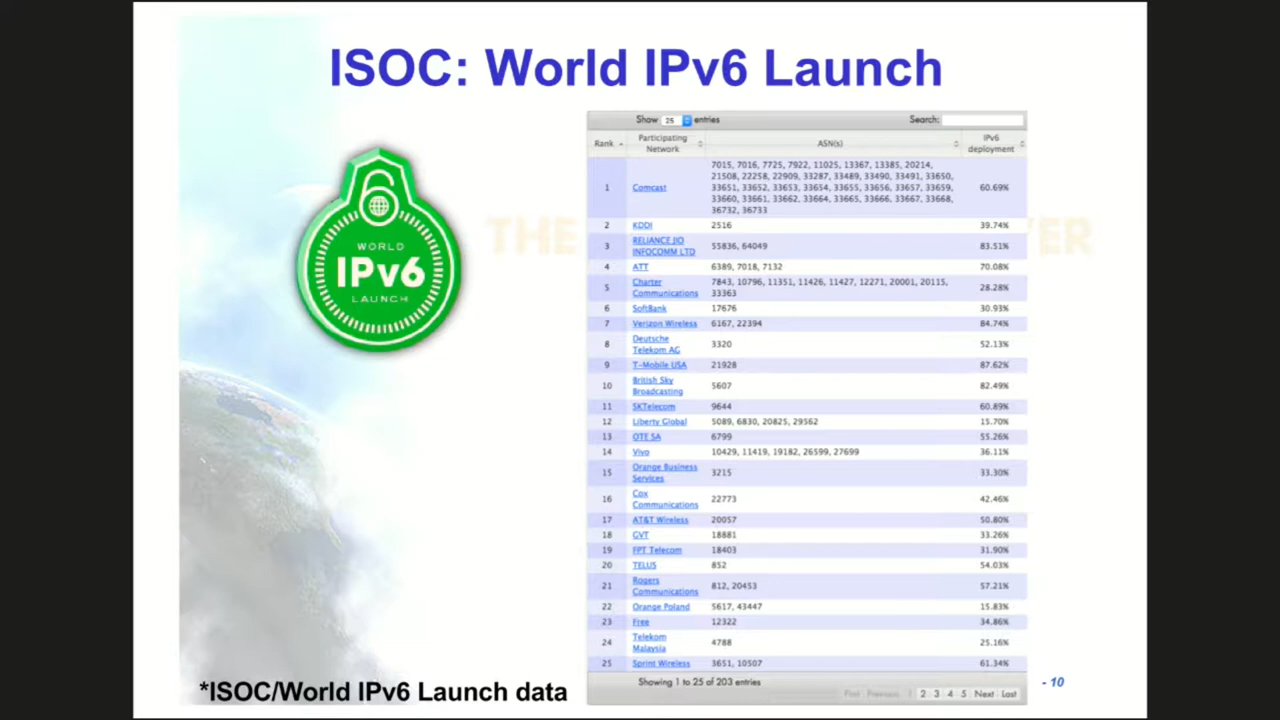 ISOC: World IPv6 Launch
WORLD
IPv6
LAUNCH
THE
ER
Show 25 entries Search:
Rank Participating Network ASN(s) IPv6 deployment
1 Comcast 7015, 7016, 7725, 7922, 11025, 13367, 13385, 20214,
21508, 22258, 22909, 33287, 33489, 33490, 33491, 33650,
33651, 33652, 33653, 33654, 33655, 33656, 33657, 33659,
33660, 33661, 33662, 33664, 33665, 33666, 33667, 33668,
36732, 36733 60.69%
2 KDDI 2516 39.74%
3 RELIANCE JIO INFOCOMM LTD 55836, 64049 83.51%
4 ATT 6389, 7018, 7132 70.08%
5 Charter Communications 7843, 10796, 11351, 11426, 11427, 12271, 20001, 20115,
33363 28.28%
6 SoftBank 17676 30.93%
7 Verizon Wireless 6167, 22394 84.74%
8 Deutsche Telekom AG 3320 52.13%
9 T-Mobile USA 21928 87.62%
10 British Sky Broadcasting 5607 82.49%
11 SKTelecom 9644 60.89%
12 Liberty Global 5089, 6830, 20825, 29562 15.70%
13 OTE SA 6799 55.26%
14 Vivo 10429, 11419, 19182, 26599, 27699 36.11%
15 Orange Business Services 3215 33.30%
16 Cox Communications 22773 42.46%
17 AT&T Wireless 20057 50.80%
18 GVT 18881 33.26%
19 FPT Telecom 18403 31.90%
20 TELUS 852 54.03%
21 Rogers Communications 812, 20453 57.21%
22 Orange Poland 5617, 43447 15.83%
23 Free 12322 34.86%
24 Telekom Malaysia 4788 25.16%
25 Sprint Wireless 3651, 10507 61.34%
Showing 1 to 25 of 203 entries
First Previous 1 2 3 4 5 Next Last
*ISOC/World IPv6 Launch data
- 10